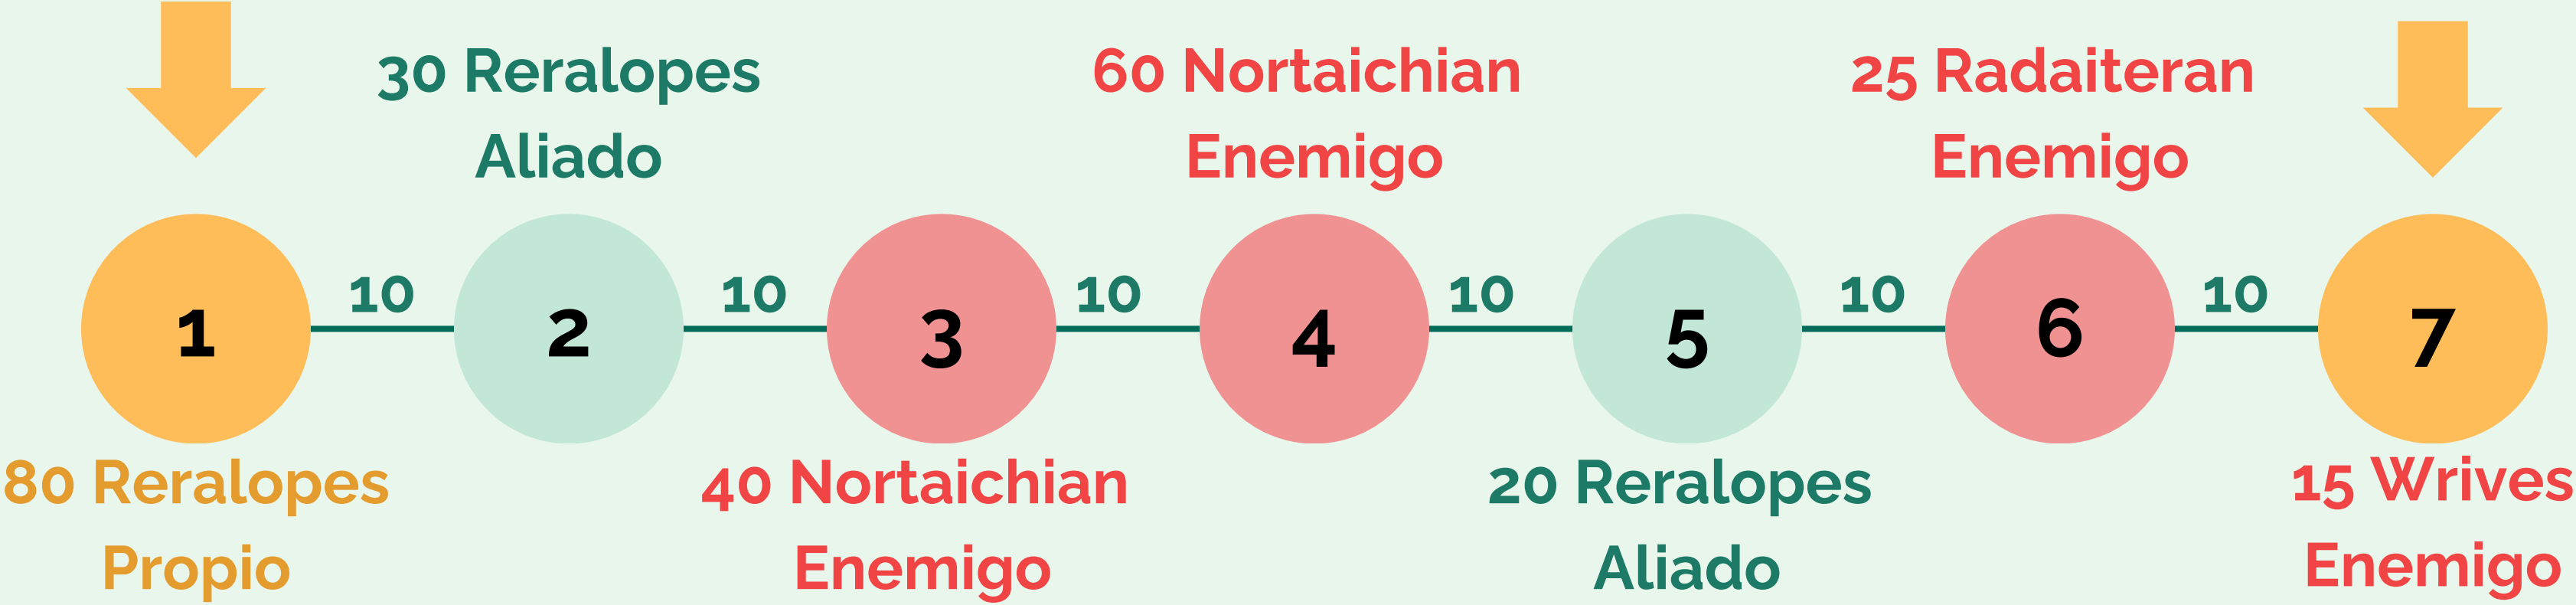 30 Reralopes
Aliado
60 Nortaichian
Enemigo
25 Radaiteran
Enemigo
1
10
2
10
3
10
4
10
5
10
6
10
7
80 Reralopes
Propio
40 Nortaichian
Enemigo
20 Reralopes
Aliado
15 Wrives
Enemigo